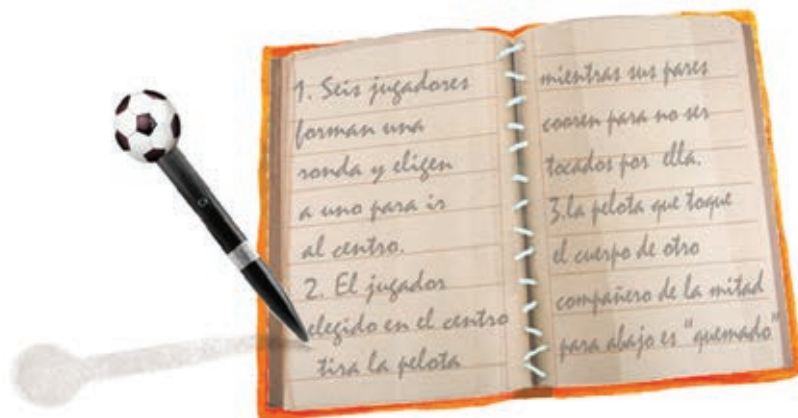 1. Seis jugadores
forman una
ronda y eligen
a uno para ir
al centro.
2. El jugador
elegido en el centro
tira la pelota
mientras sus pares
cooren para no ser
tocados por ella.
3.la pelota que toque
el cuerpo de otro
compañero de la mitad
para abajo es "quemado"